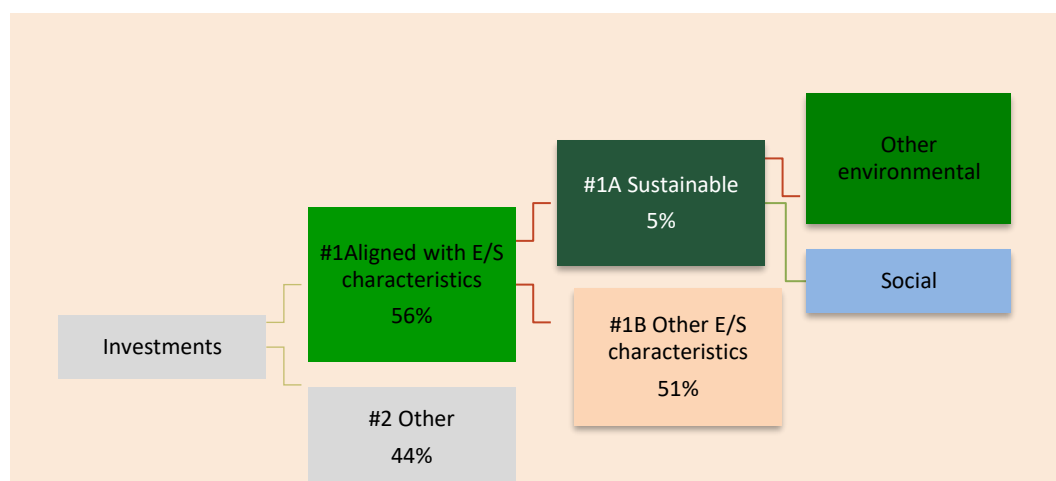 Investments
#1Aligned with E/S
characteristics
56%
#2 Other
44%
#1A Sustainable
5%
#1B Other E/S
characteristics
51%
Other
environmental
Social